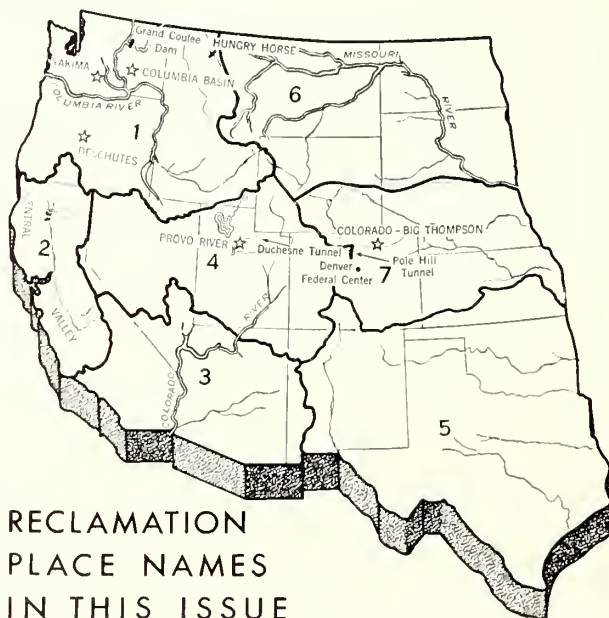 Grand Coulee
Dam
HUNGRY HORSE
MISSOURI
YAKIMA
COLUMBIA BASIN
COLUMBIA RIVER
6
RIVER
1
DESCHUTES
CENTRAL
VALLEY
2
PROVO RIVER
4
Duchesne Tunnel
COLORADO-BIG THOMPSON
Pole Hill
Tunnel
Denver
Federal Center
7
COLORADO
RIVER
3
5
RECLAMATION
PLACE NAMES
IN THIS ISSUE